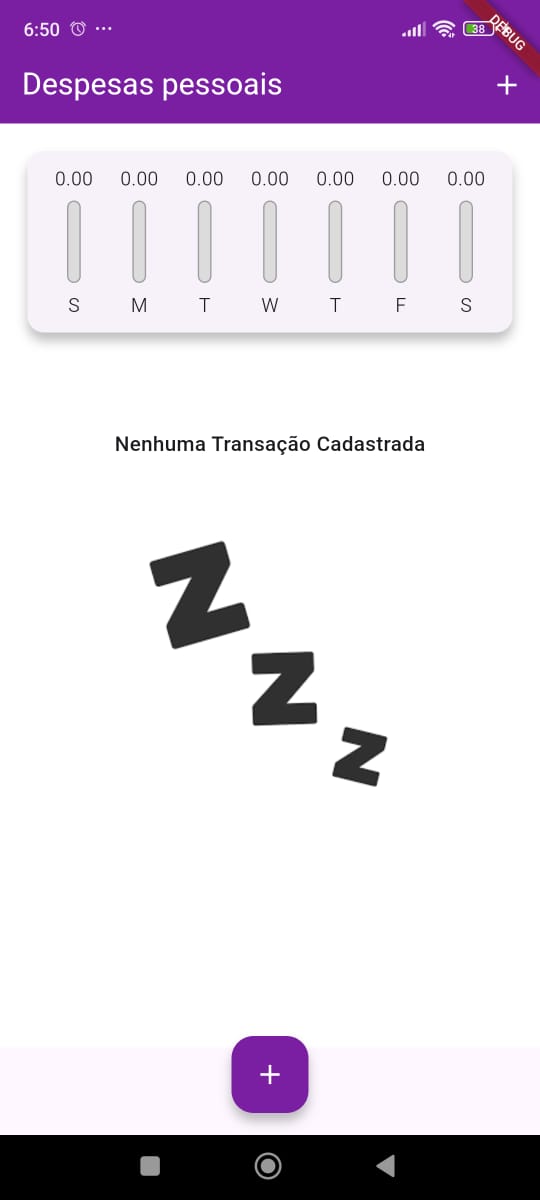 6:50
38
DEBUG
Despesas pessoais
+
0.00 0.00 0.00 0.00 0.00 0.00 0.00
S M T W T F S
Nenhuma Transação Cadastrada
Z
Z
Z
+